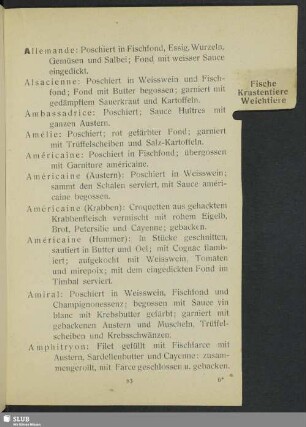 Allemande: Poschiert in Fischfond, Essig, Wurzeln,
Gemüsen und Salbei; Fond mit weisser Sauce
eingedickt.
Alsacienne: Poschiert in Weisswein und Fisch-
fond; Fond mit Butter begossen; garniert mit
gedämpftem Sauerkraut und Kartoffeln.
Ambassadrice: Poschiert; Sauce Huîtres mit
ganzen Austern.
Amélie: Poschiert; rot gefärbter Fond; garniert
mit Trüffelscheiben und Salz-Kartoffeln.
Américaine: Poschiert in Fischfond; übergossen
mit Garniture américaine.
Américaine (Austern): Poschiert in Weisswein;
samt den Schalen serviert, mit Sauce améri-
caine begossen.
Américaine (Krabben): Croquetten aus gehacktem
Krabbenfleisch vermischt mit rohem Eigelb,
Brot, Petersilie und Cayenne; gebacken.
Américaine (Hummer): In Stücke geschnitten,
sautiert in Butter und Oel; mit Cognac flam-
biert; aufgekocht mit Weisswein, Tomaten
und mirepoix; mit dem eingedickten Fond im
Timbal serviert.
Amiral: Poschiert in Weisswein, Fischfond und
Champignonessenz; begossen mit Sauce vin
blanc mit Krebsbutter gefärbt; garniert mit
gebackenen Austern und Muscheln, Trüffel-
scheiben und Krebsschwänzen.
Amphitryon: Filet gefüllt mit Fischfarce mit
Austern, Sardellenbutter und Cayenne; zusam-
mengerollt, mit Farce geschlossen u. gebacken.
83
6*
Fische
Krustentiere
Weichtiere
SLUB